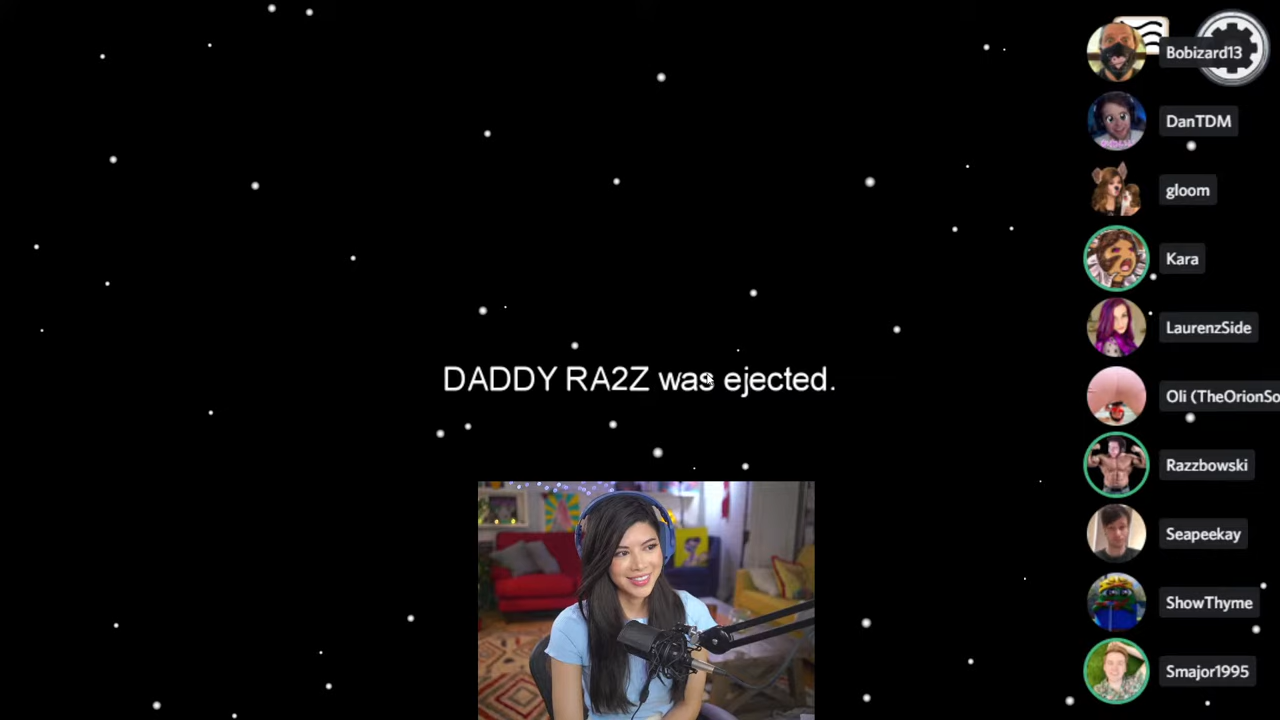 Bobizard13
DanTDM
gloom
Kara
LaurenzSide
DADDY RA2Z was ejected.
Oli (TheOrionSo
Razzbowski
Seapeekay
ShowThyme
Smajor1995